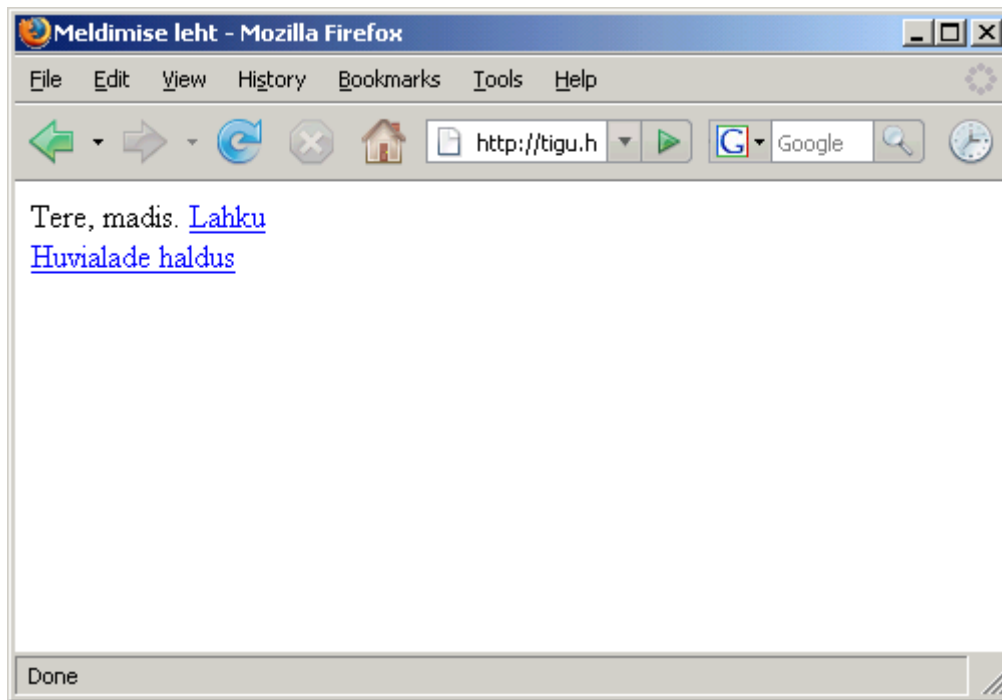 Meldimise leht - Mozilla Firefox
File Edit View History Bookmarks Tools Help
http://tigu.h G Google
Tere, madis. Lahku
Huvialade haldus
Done